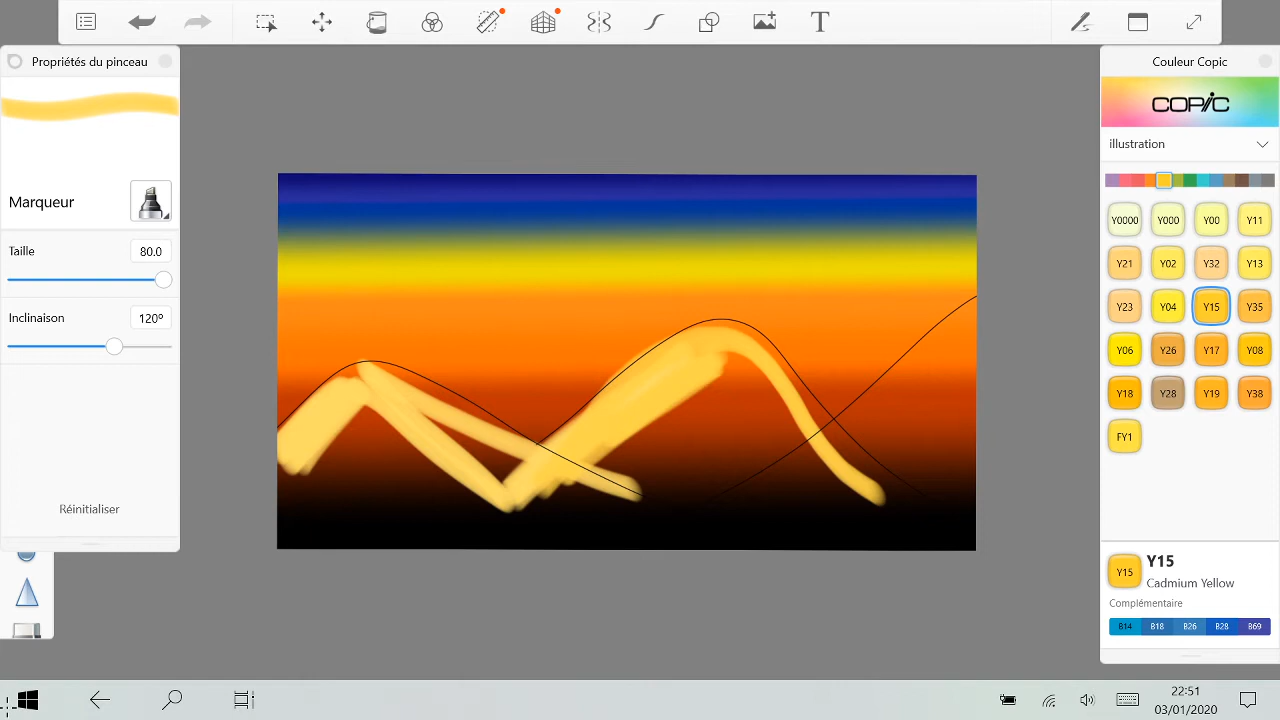 T
Propriétés du pinceau
Marqueur
Taille
80.0
Inclinaison
120º
Réinitialiser
Couleur Copic
COPIC
illustration
Y0000
Y000
Y00
Y11
Y21
Y02
Y32
Y13
Y23
Y04
Y15
Y35
Y06
Y26
Y17
Y08
Y18
Y28
Y19
Y38
FY1
Y15
Y15
Cadmium Yellow
Complémentaire
B14
B18
B26
B28
B69
22:51
03/01/2020